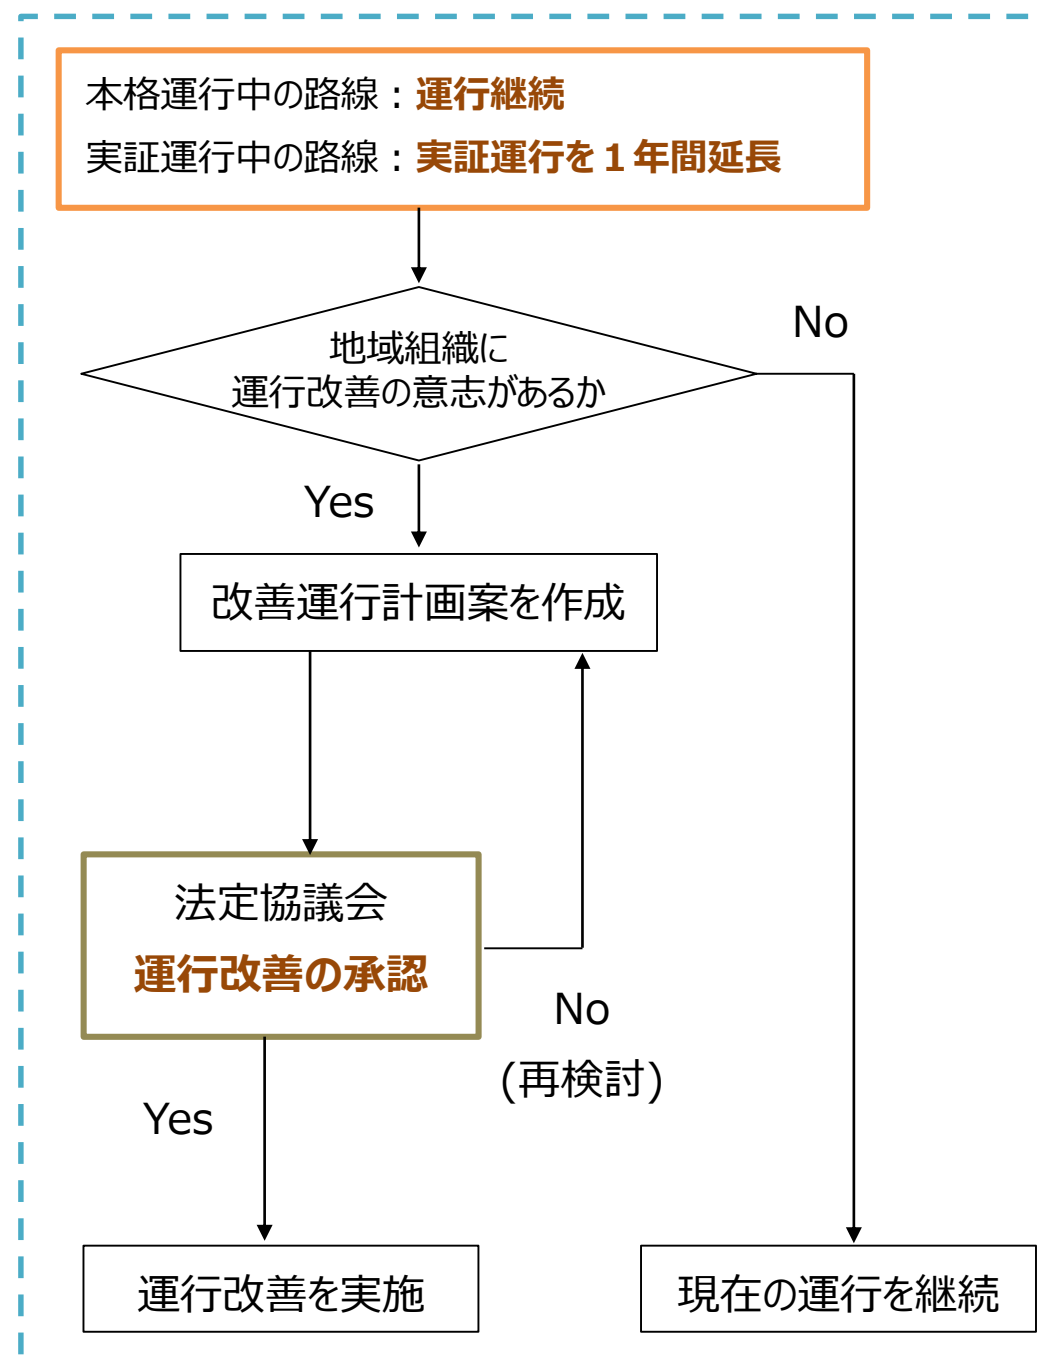 本格運行中の路線：運行継続
実証運行中の路線：実証運行を１年間延長
地域組織に
運行改善の意志があるか
No
Yes
改善運行計画案を作成
法定協議会
運行改善の承認
No
(再検討)
Yes
運行改善を実施
現在の運行を継続